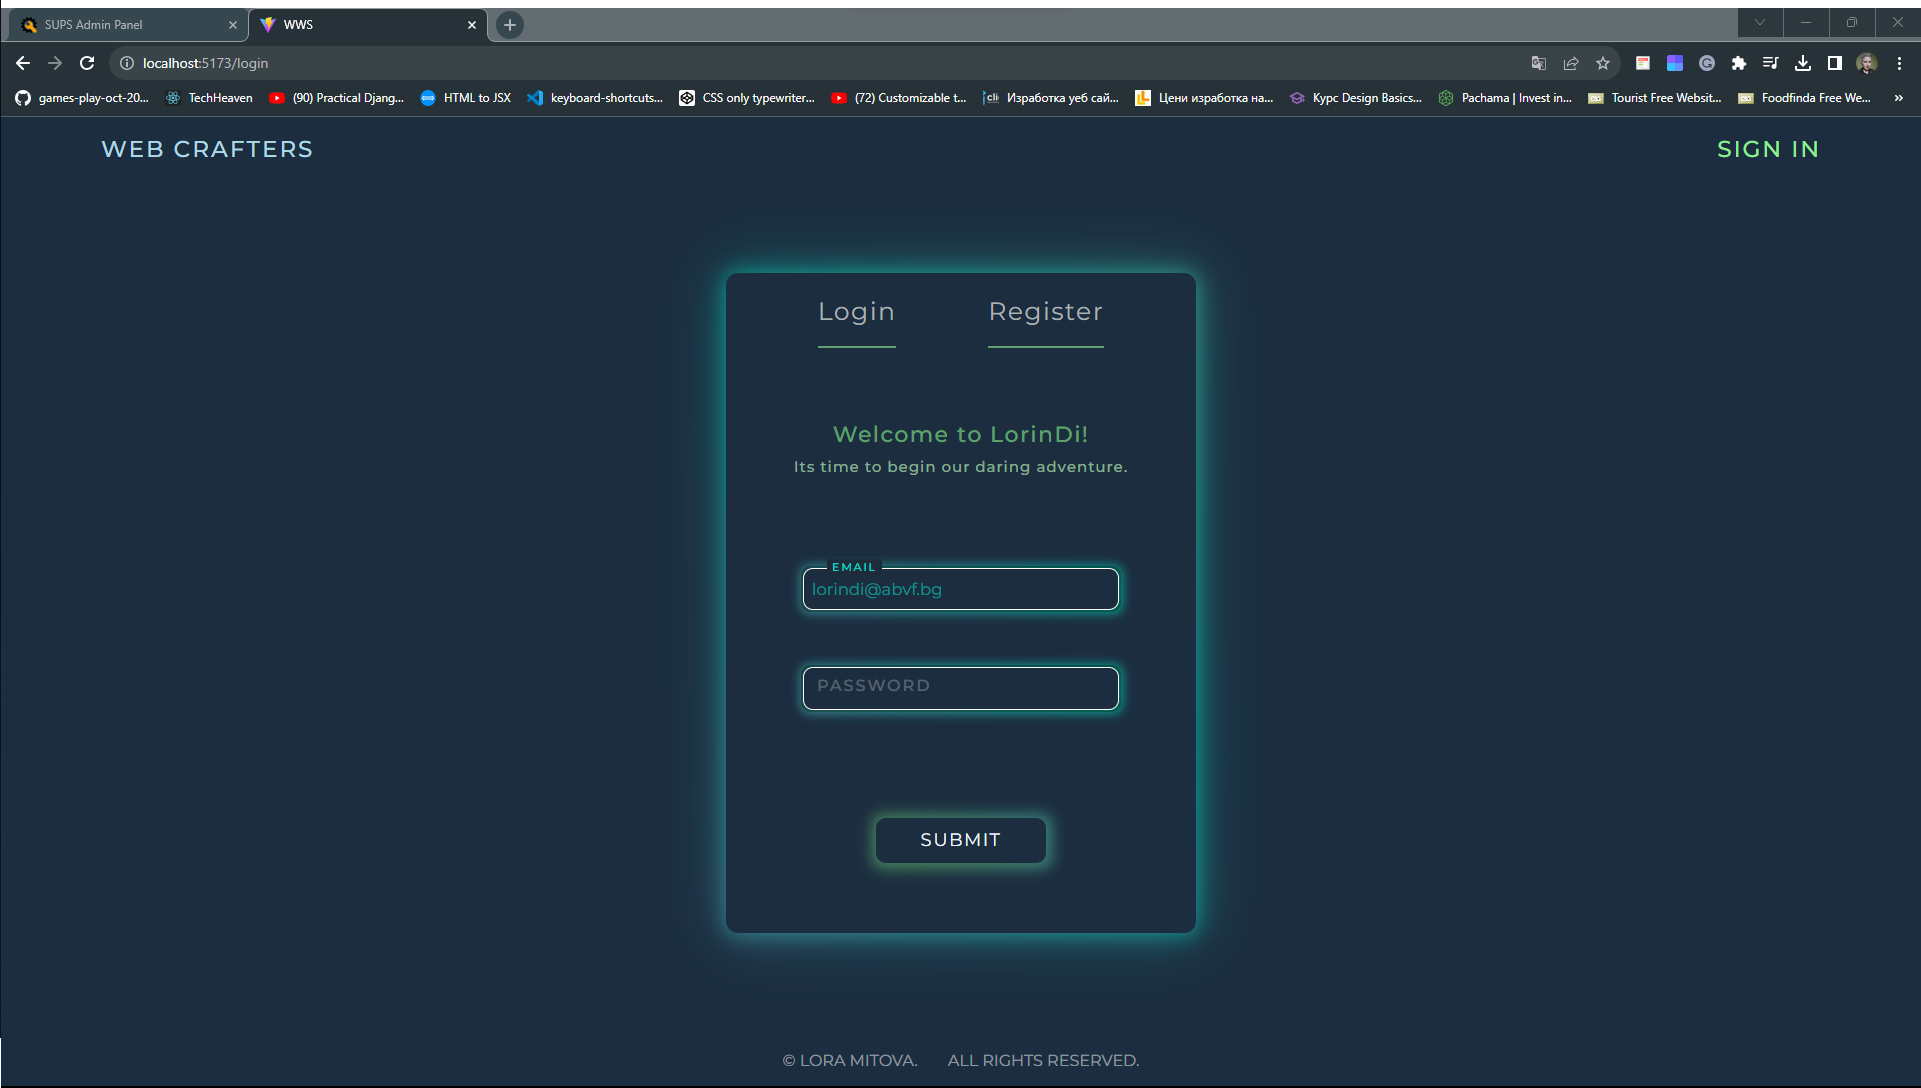 SUPS Admin Panel
WWS
localhost:5173/login
games-play-oct-20...
TechHeaven
(90) Practical Djang...
HTML to JSX
keyboard-shortcuts...
CSS only typewriter...
(72) Customizable t...
Изработка уеб сай...
Цени изработка на...
Курс Design Basics...
Pachama | Invest in...
Tourist Free Websit...
Foodfinda Free We...
WEB CRAFTERS
SIGN IN
Login
Register
Welcome to LorinDi!
Its time to begin our daring adventure.
EMAIL
lorindi@abvf.bg
PASSWORD
SUBMIT
© LORA MITOVA. ALL RIGHTS RESERVED.